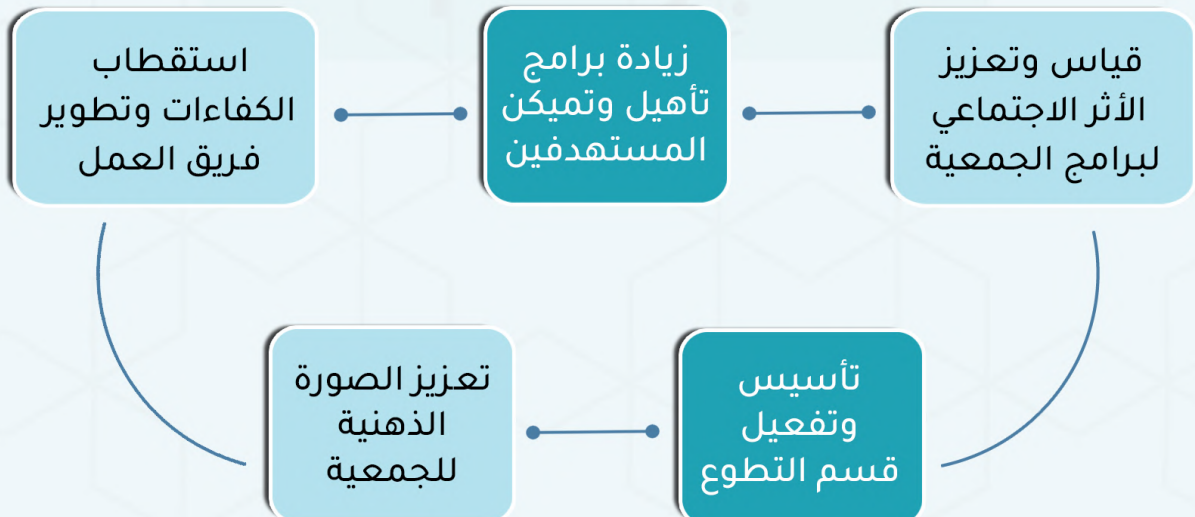 قياس وتعزيز
الأثر الاجتماعي
لبرامج الجمعية
زيادة برامج
تأهيل وتميكن
المستهدفين
استقطاب
الكفاءات وتطوير
فريق العمل
تأسيس
وتفعيل
قسم التطوع
تعزيز الصورة
الذهنية
للجمعية